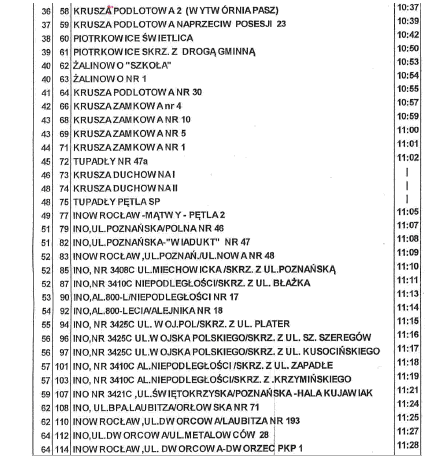 36 58 KRUSZA PODLOTOWA 2 (WYTWÓRNIA PASZ) 10:37
37 59 KRUSZA PODLOTOWA NAPRZECIW POSESJI 23 10:39
38 60 PIOTRKOWICE ŚWIETLICA 10:42
39 61 PIOTRKOWICE SKRZ. Z DROGĄ GMINNĄ 10:50
40 62 ŻALINOWO "SZKOŁA" 10:53
40 63 ŻALINOWO NR 1 10:54
41 64 KRUSZA PODLOTOWA NR 30 10:55
42 66 KRUSZA ZAMKOWA nr 4 10:57
43 68 KRUSZA ZAMKOWA NR 10 10:59
43 69 KRUSZA ZAMKOWA NR 5 11:00
44 71 KRUSZA ZAMKOWA NR 1 11:01
45 72 TUPADŁY NR 47a 11:02
46 73 KRUSZA DUCHOWNA I |
48 74 KRUSZA DUCHOWNA II |
48 75 TUPADŁY PĘTLA SP |
49 77 INOWROCŁAW -MĄTWY - PĘTLA 2 11:05
51 79 INO,UL.POZNAŃSKA/POLNA NR 46 11:07
51 82 INO,UL.POZNAŃSKA-"WIADUKT" NR 47 11:08
52 83 INOWROCŁAW ,UL.POZNAŃ./UL.NOWA NR 48 11:09
52 85 INO, NR 3408C UL.MIECHOWICKA /SKRZ. Z UL.POZNAŃSKĄ 11:10
52 87 INO,NR 3410C NIEPODLEGŁOŚCI/SKRZ. Z UL. BŁAŻKA 11:11
53 90 INO,AL.800-L/NIEPODLEGŁOŚCI NR 17 11:13
54 92 INO,AL.800-LECIA/ALEJNIKA NR 18 11:14
55 94 INO, NR 3425C UL. WOJ.POL/SKRZ. Z UL. PLATER 11:15
56 96 INO,NR 3425C UL.WOJSKA POLSKIEGO/SKRZ. Z UL. SZ. SZEREGÓW 11:16
56 97 INO,NR 3425C UL.WOJSKA POLSKIEGO/SKRZ. Z UL. KUSOCIŃSKIEGO 11:17
57 101 INO, NR 3410C AL.NIEPODLEGŁOŚCI /SKRZ. Z UL. ZAPADŁE 11:18
57 103 INO, NR 3410C AL.NIEPODLEGŁOŚCI/SKRZ. Z .KRZYMIŃSKIEGO 11:19
59 107 INO NR 3421C ,UL.ŚWIĘTOKRZYSKA/POZNAŃSKA -HALA KUJAWIAK 11:21
62 108 INO, UL.BPA LAUBITZA/ORŁOWSKA NR 71 11:24
62 110 INOWROCŁAW ,UL.DWORCOWA/LAUBITZA NR 193 11:25
64 112 INO,UL.DWORCOWA/UL.METALOWCÓW 28 11:27
64 114 INOWROCŁAW ,UL. DWORCOWA-DWORZEC PKP 1 11:28